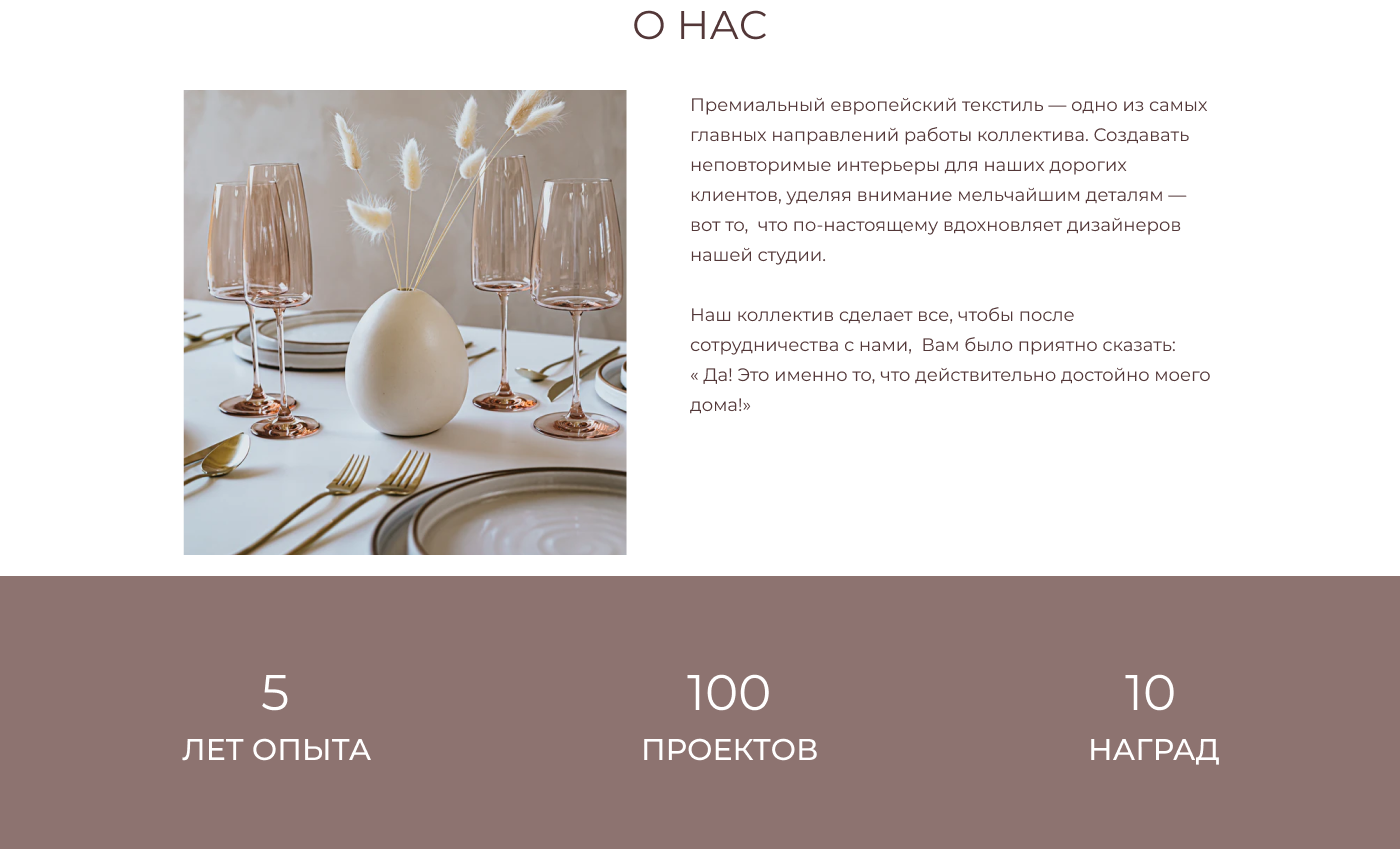 О НАС
Премиальный европейский текстиль — одно из самых
главных направлений работы коллектива. Создавать
неповторимые интерьеры для наших дорогих
клиентов, уделяя внимание мельчайшим деталям —
вот то,  что по-настоящему вдохновляет дизайнеров
нашей студии.
Наш коллектив сделает все, чтобы после
сотрудничества с нами,  Вам было приятно сказать:
« Да! Это именно то, что действительно достойно моего
дома!»
5
ЛЕТ ОПЫТА
100
ПРОЕКТОВ
10
НАГРАД